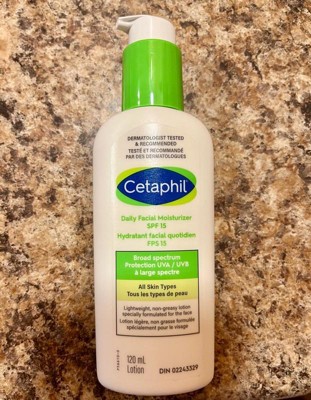 DERMATOLOGIST TESTED
& RECOMMENDED
TESTÉ ET RECOMMANDÉ
PAR DES DERMATOLOGUES
Cetaphil
Daily Facial Moisturizer
SPF 15
Hydratant facial quotidien
FPS 15
Broad spectrum
Protection UVA / UVB
à large spectre
All Skin Types
Tous les types de peau
Lightweight, non-greasy lotion
specially formulated for the face
Lotion légère, non grasse formulée
spécialement pour le visage
120 mL
Lotion
DIN 02243329